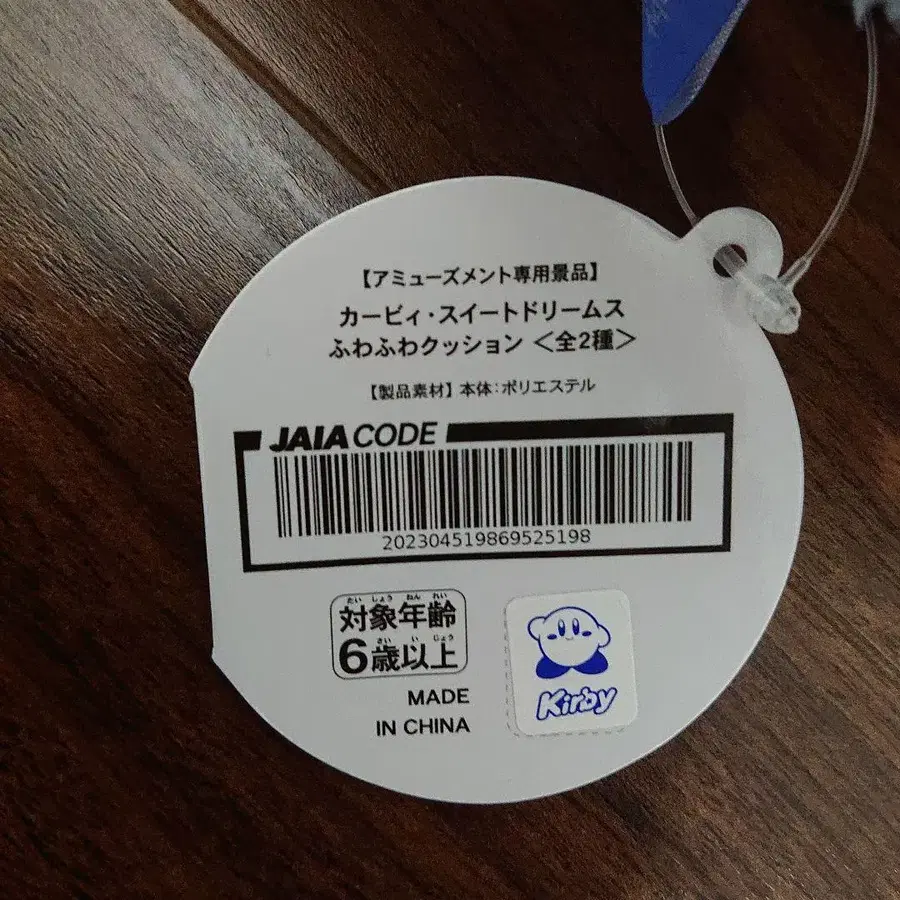 【アミューズメント専用景品】
カービィ・スイートドリームス
ふわふわクッション＜全2種＞
【製品素材】本体：ポリエステル
JAIA CODE
202304519869525198
たい しょう ねん れい
対象年齢
さい い じょう
6歳以上
MADE
IN CHINA
Kirby